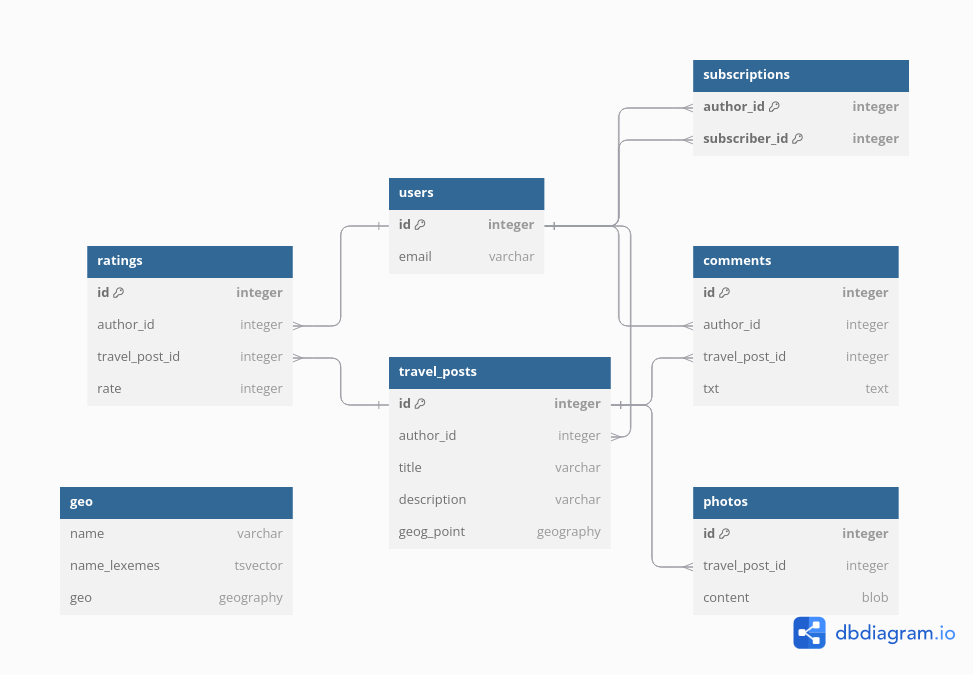 subscriptions
author_id integer
subscriber_id integer
users
id integer
email varchar
ratings
id integer
author_id integer
travel_post_id integer
rate integer
comments
id integer
author_id integer
travel_post_id integer
txt text
travel_posts
id integer
author_id integer
title varchar
description varchar
geog_point geography
geo
name varchar
name_lexemes tsvector
geo geography
photos
id integer
travel_post_id integer
content blob
dbdiagram.io